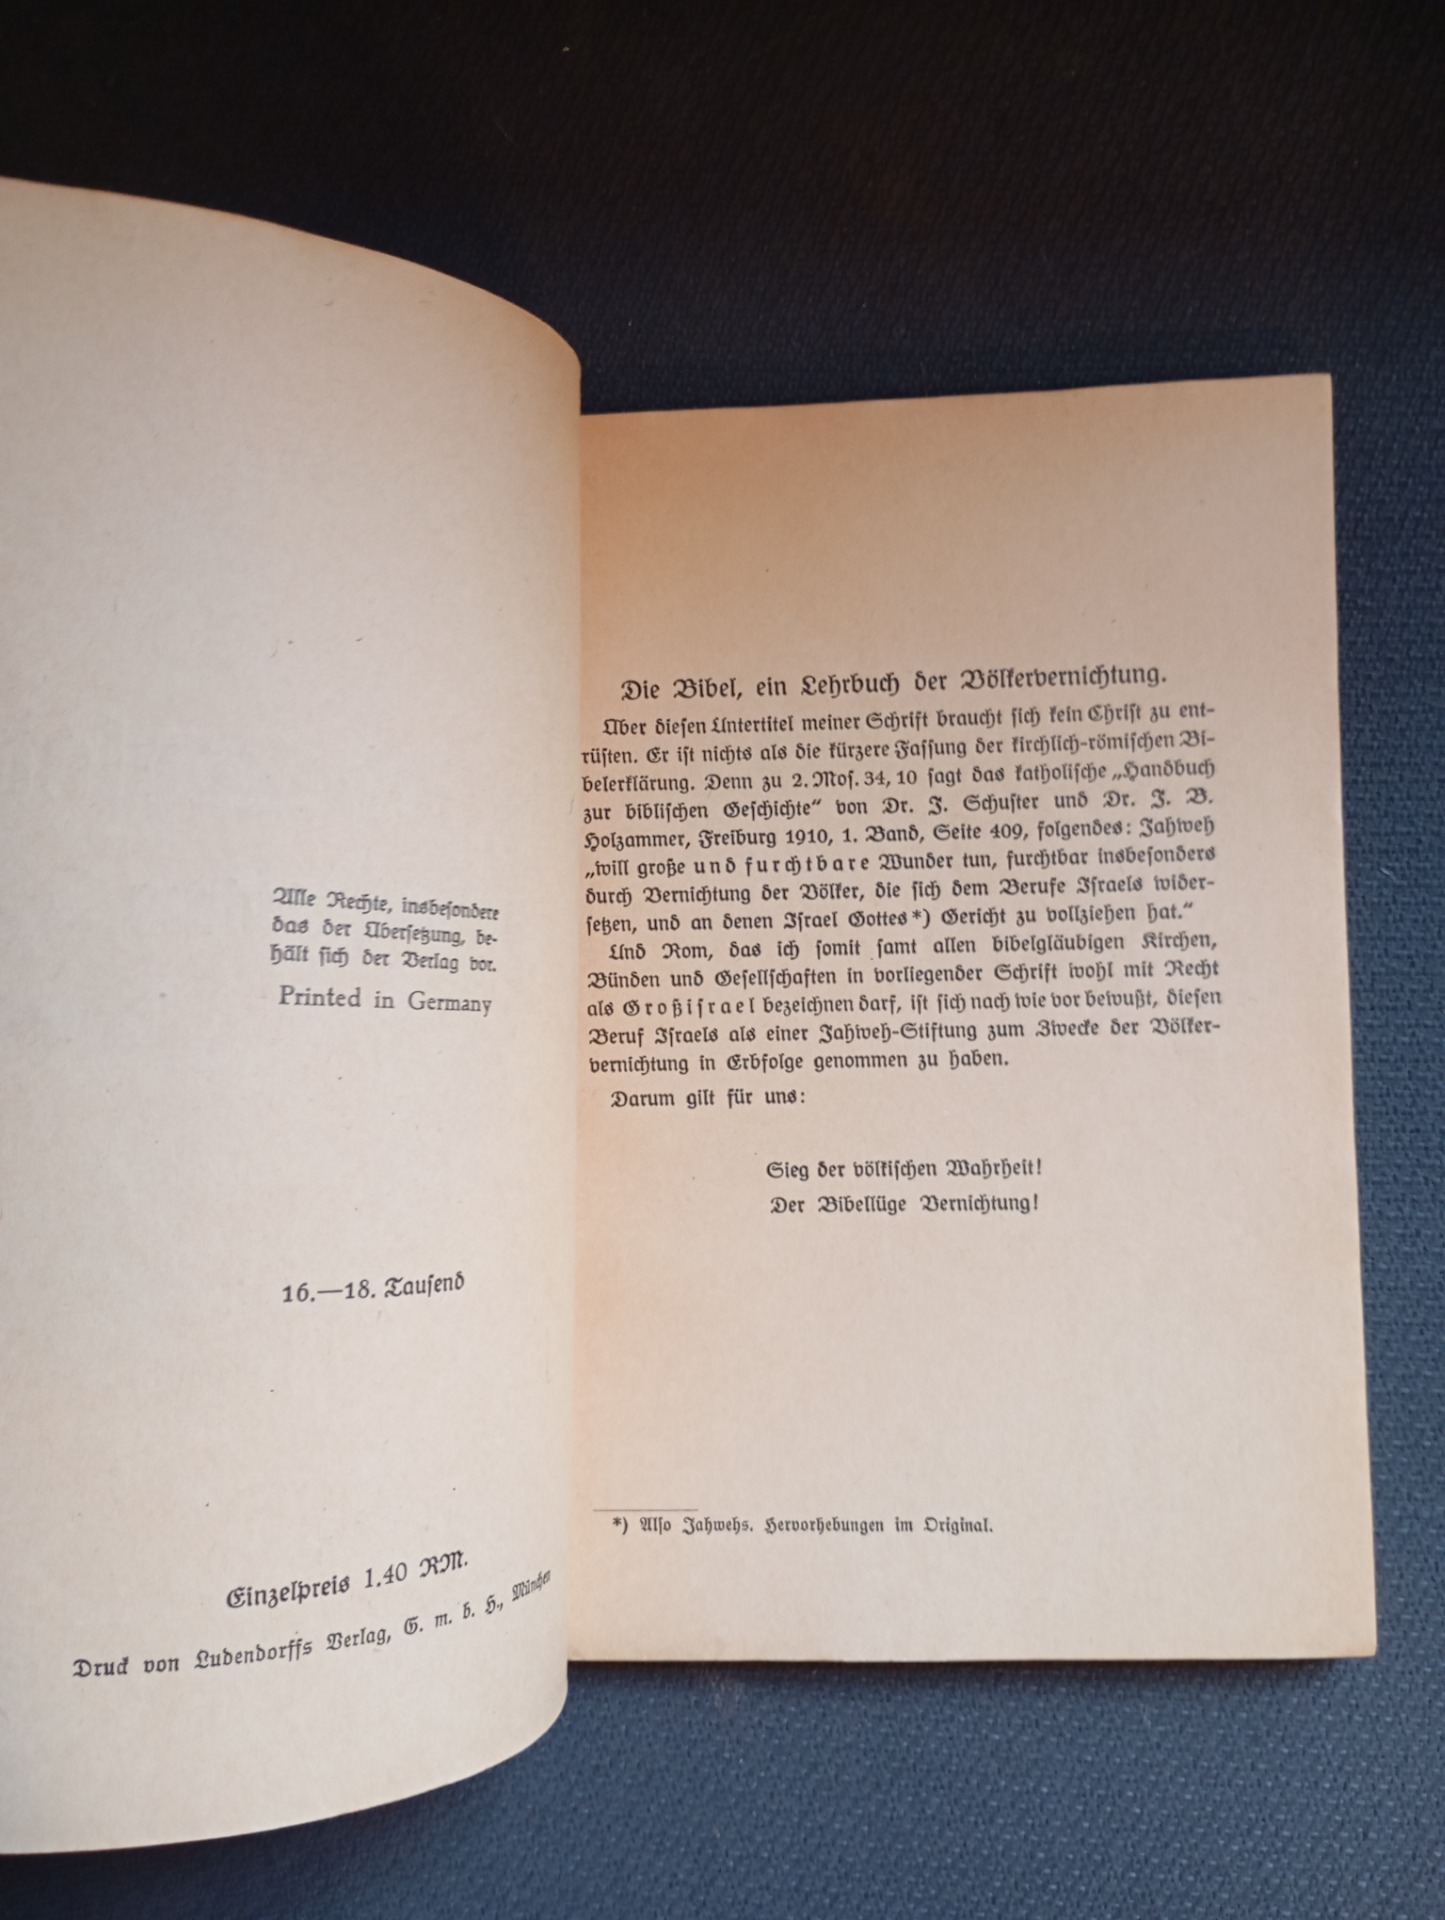 Alle Rechte, insbesondere
das der Übersetzung, be-
hält sich der Verlag vor.
Printed in Germany
16.—18. Tausend
Einzelpreis 1.40 RM.
Druck von Ludendorffs Verlag, G. m. b. H., München
Die Bibel, ein Lehrbuch der Völkervernichtung.
Über diesen Untertitel meiner Schrift braucht sich kein Christ zu ent-
rüsten. Er ist nichts als die kürzere Fassung der kirchlich-römischen Bi-
belerklärung. Denn zu 2. Mos. 34, 10 sagt das katholische „Handbuch
zur biblischen Geschichte“ von Dr. J. Schuster und Dr. J. B.
Holzammer, Freiburg 1910, 1. Band, Seite 409, folgendes: Jahweh
„will große und furchtbare Wunder tun, furchtbar insbesonders
durch Vernichtung der Völker, die sich dem Berufe Israels wider-
setzen, und an denen Israel Gottes*) Gericht zu vollziehen hat.“
Und Rom, das ich somit samt allen bibelgläubigen Kirchen,
Bünden und Gesellschaften in vorliegender Schrift wohl mit Recht
als Großisrael bezeichnen darf, ist sich nach wie vor bewußt, diesen
Beruf Israels als einer Jahweh-Stiftung zum Zwecke der Völker-
vernichtung in Erbfolge genommen zu haben.
Darum gilt für uns:
Sieg der völkischen Wahrheit!
Der Bibellüge Vernichtung!
*) Also Jahwehs. Hervorhebungen im Original.